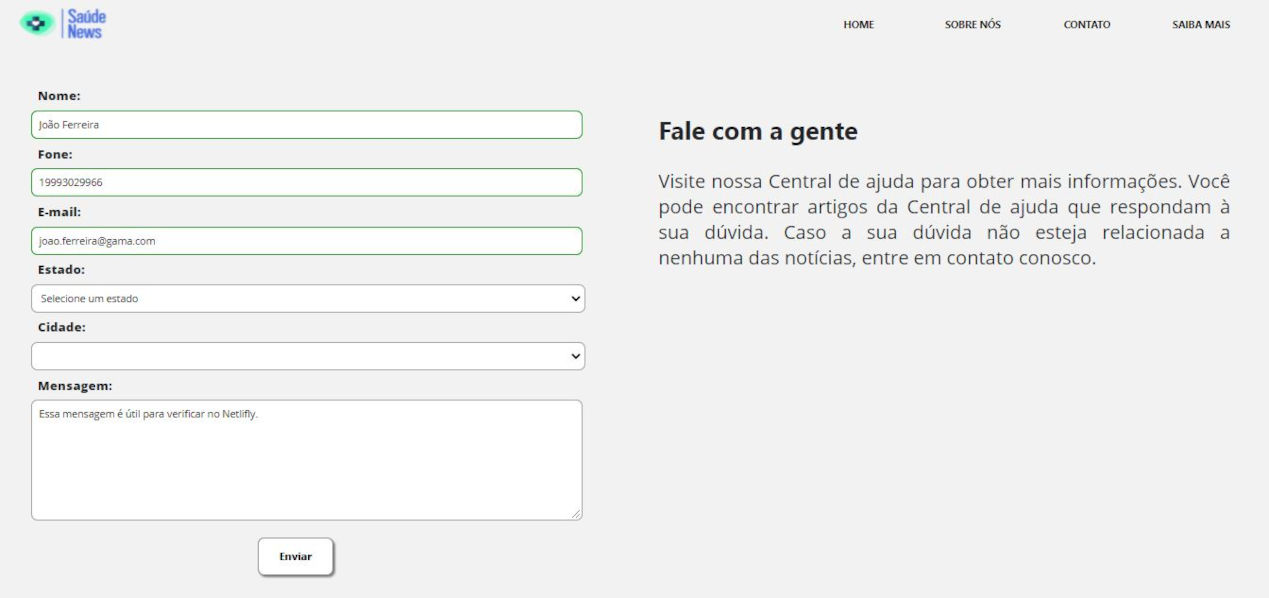 Saúde
News
HOME
SOBRE NÓS
CONTATO
SAIBA MAIS
Nome:
João Ferreira
Fone:
19993029966
E-mail:
joao.ferreira@gama.com
Estado:
Selecione um estado
Cidade:
Mensagem:
Essa mensagem é útil para verificar no Netlifly.
Enviar
Fale com a gente
Visite nossa Central de ajuda para obter mais informações. Você
pode encontrar artigos da Central de ajuda que respondam à
sua dúvida. Caso a sua dúvida não esteja relacionada a
nenhuma das notícias, entre em contato conosco.